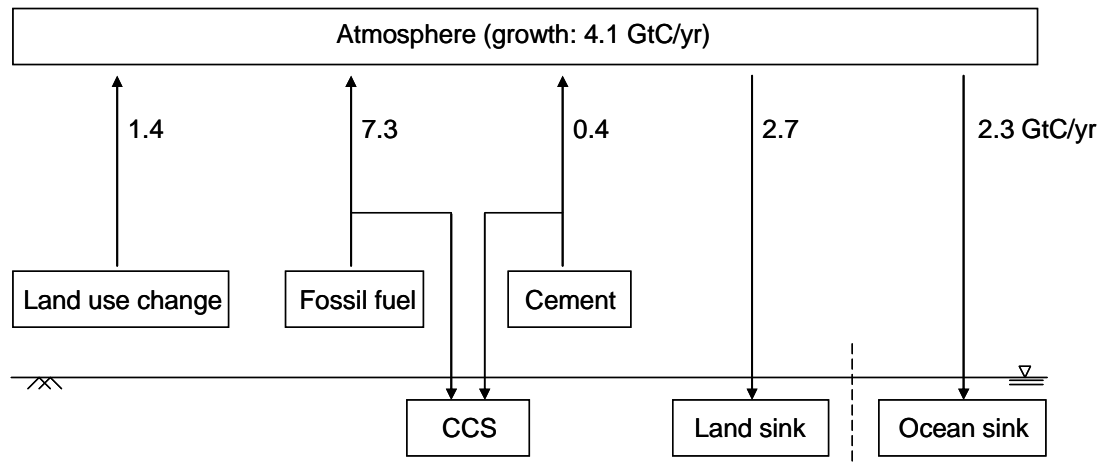 Atmosphere (growth: 4.1 GtC/yr)
1.4
7.3
0.4
2.7
2.3 GtC/yr
Land use change
Fossil fuel
Cement
CCS
Land sink
Ocean sink